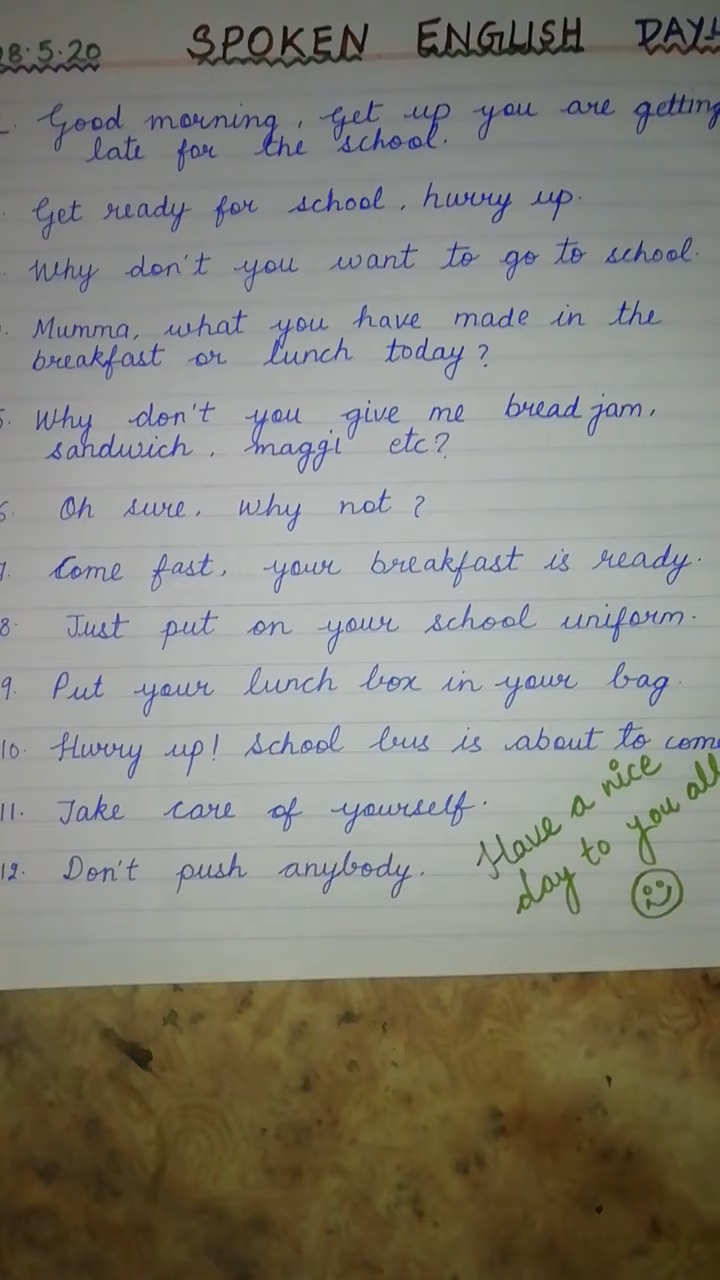 28.5.20 SPOKEN ENGLISH DAY1
Good morning, Get up you are getting
late for the school.
Get ready for school, hurry up.
Why don't you want to go to school.
Mumma, what you have made in the
breakfast or lunch today?
5. Why don't you give me bread jam,
sandwich, maggi etc?
6. Oh sure, why not?
7. Come fast, your breakfast is ready.
8. Just put on your school uniform.
9. Put your lunch box in your bag.
10. Hurry up! School bus is about to come
11. Take care of yourself.
12. Don't push anybody.
Have a nice
day to you all